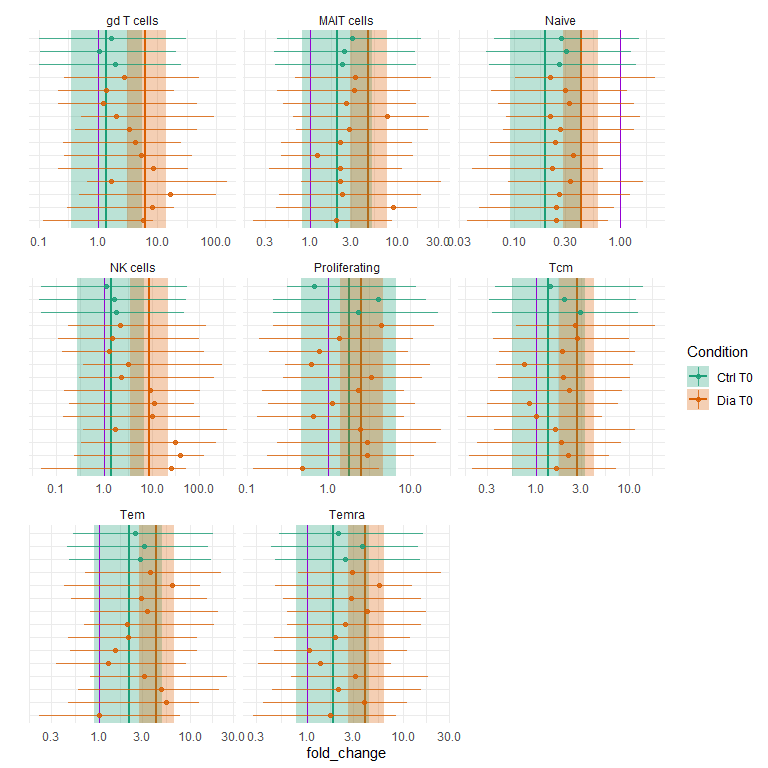 gd T cells MAIT cells Naive
0.1 1.0 10.0 100.0 0.3 1.0 3.0 10.0 30.0 0.03 0.10 0.30 1.00
NK cells Proliferating Tcm
0.1 1.0 10.0 100.0 0.1 1.0 10.0 0.3 1.0 3.0 10.0
Condition
Ctrl T0
Dia T0
Tem Temra
0.3 1.0 3.0 10.0 30.0 0.3 1.0 3.0 10.0 30.0
fold_change